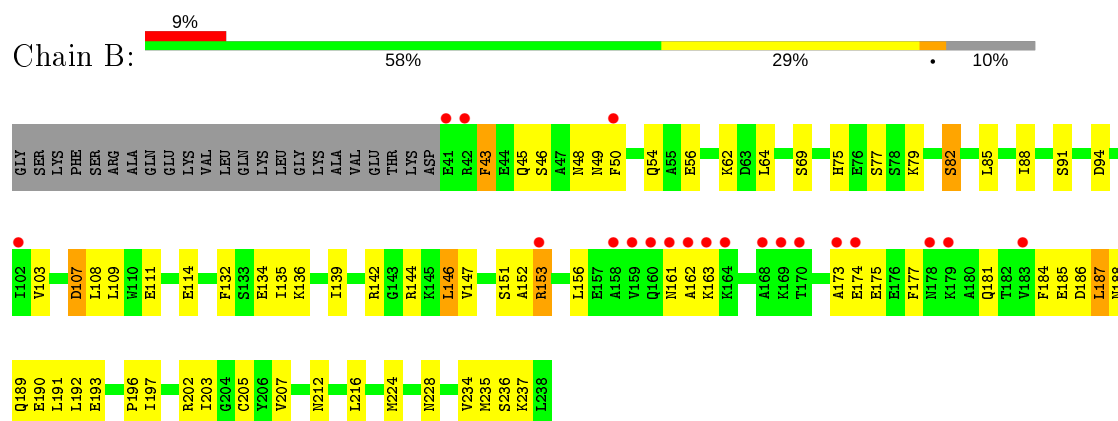 9%
Chain B:
58% 29% • 10%
GLY SER LYS PHE SER ARG ALA GLN GLU LYS VAL LEU GLN LYS LEU GLY LYS ALA VAL GLU THR LYS ASP E41 R42 F43 E44 Q45 S46 A47 N48 N49 F50 Q54 A55 E56 K62 D63 L64 S69 H75 E76 S77 S78 K79 S82 L85 I88 S91 D94
I102 V103 D107 L108 L109 W110 E111 E114 F132 S133 E134 I135 K136 I139 R142 G143 R144 K145 L146 V147 S151 A152 R153 L156 E157 A158 V159 Q160 N161 A162 K163 K164 A168 K169 T170 A173 E174 E175 E176 F177 N178 K179 A180 Q181 T182 V183 F184 E185 D186 L187 N188
Q189 E190 L191 L192 E193 P196 I197 R202 I203 G204 C205 Y206 V207 N212 L216 M224 N228 V234 M235 S236 K237 L238